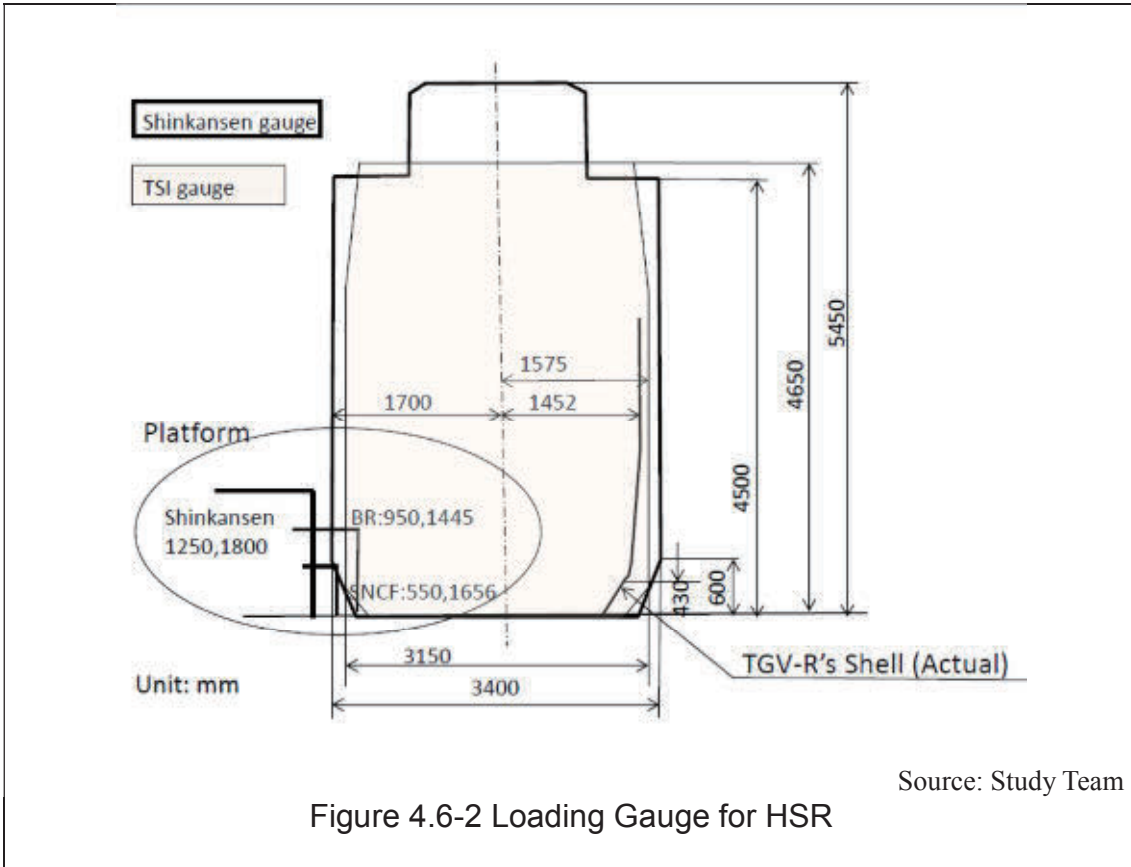 Shinkansen gauge
TSI gauge
5450
4650
4500
1575
1700
1452
Platform
Shinkansen
1250,1800
BR:950,1445
SNCF:550,1656
430
600
3150
3400
TGV-R's Shell (Actual)
Unit: mm
Source: Study Team
Figure 4.6-2 Loading Gauge for HSR